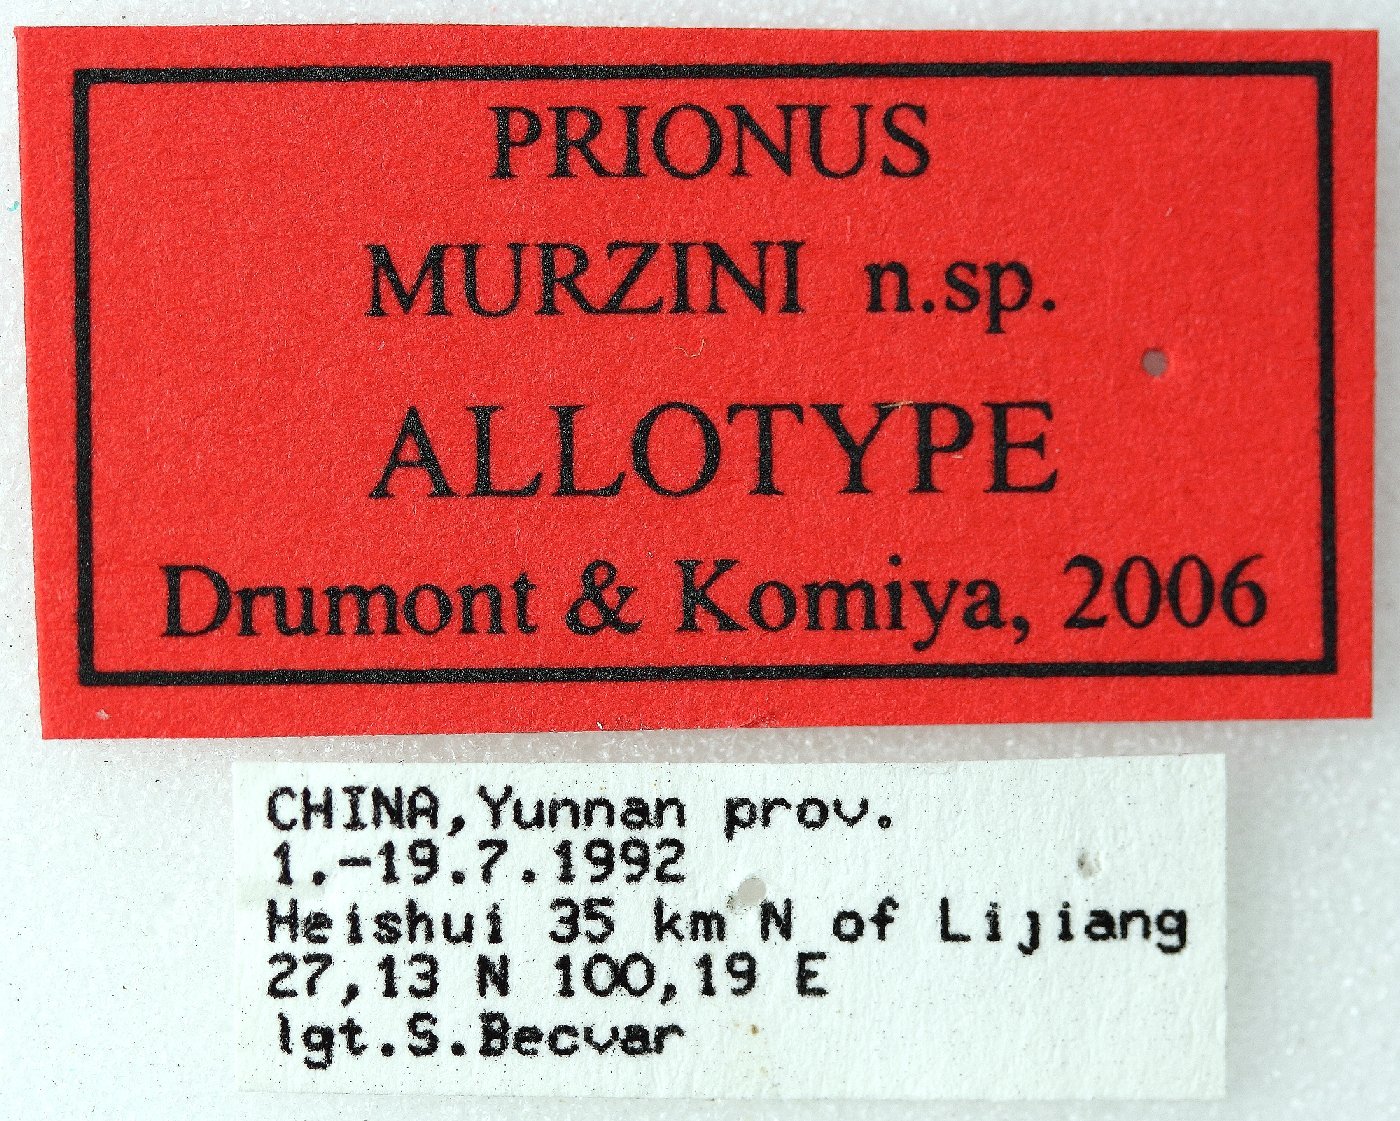 PRIONUS
MURZINI n.sp.
ALLOTYPE
Drumont & Komiya, 2006
CHINA,Yunnan prov.
1.-19.7.1992
Heishui 35 km N of Lijiang
27,13 N 100,19 E
lgt.S.Becvar